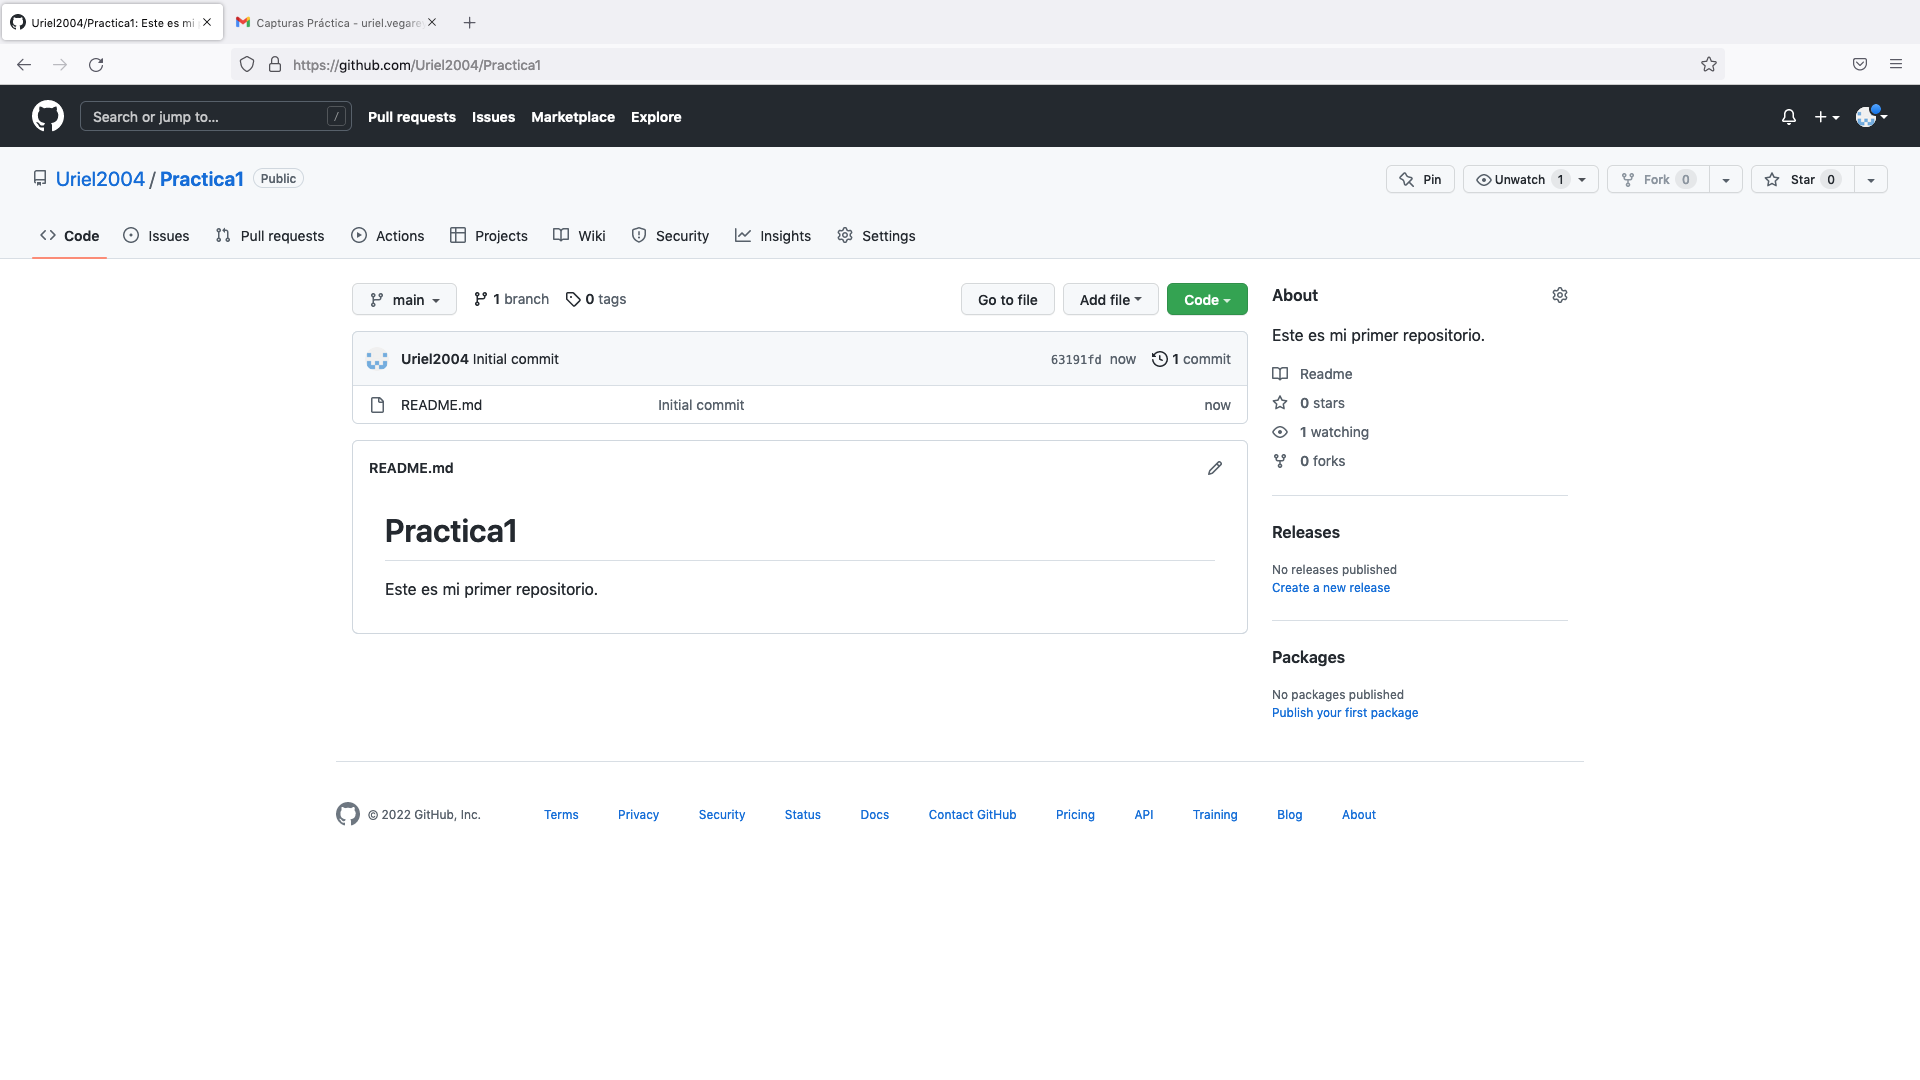 Uriel2004/Practica1: Este es mi
Capturas Práctica - uriel.vegare
https://github.com/Uriel2004/Practica1
Search or jump to... / Pull requests Issues Marketplace Explore
Uriel2004 / Practica1 Public
Pin Unwatch 1 Fork 0 Star 0
Code Issues Pull requests Actions Projects Wiki Security Insights Settings
main 1 branch 0 tags Go to file Add file Code
Uriel2004 Initial commit 63191fd now 1 commit
README.md Initial commit now
README.md
Practica1
Este es mi primer repositorio.
About
Este es mi primer repositorio.
Readme
0 stars
1 watching
0 forks
Releases
No releases published
Create a new release
Packages
No packages published
Publish your first package
© 2022 GitHub, Inc. Terms Privacy Security Status Docs Contact GitHub Pricing API Training Blog About